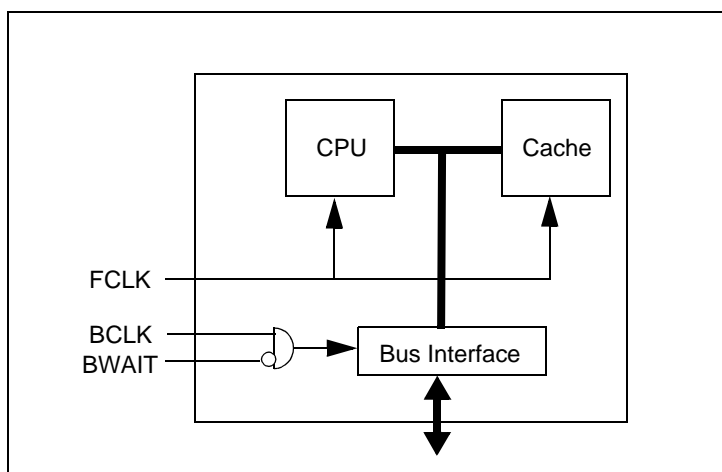 CPU
Cache
FCLK
BCLK
BWAIT
Bus Interface